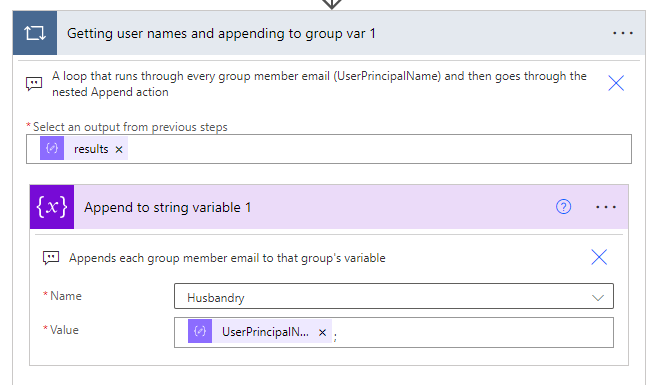 Getting user names and appending to group var 1
A loop that runs through every group member email (UserPrincipalName) and then goes through the
nested Append action
* Select an output from previous steps
results ×
{x} Append to string variable 1
Appends each group member email to that group's variable
* Name
Husbandry
* Value
UserPrincipalN... × ;